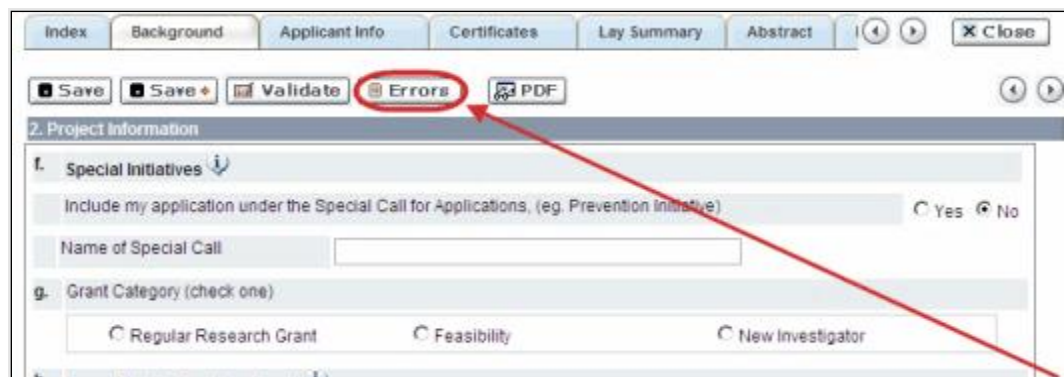 Index Background Applicant Info Certificates Lay Summary Abstract Close
Save Save Validate Errors PDF
2. Project Information
f. Special Initiatives
Include my application under the Special Call for Applications, (eg. Prevention Initiative) Yes No
Name of Special Call
g. Grant Category (check one)
Regular Research Grant Feasibility New Investigator